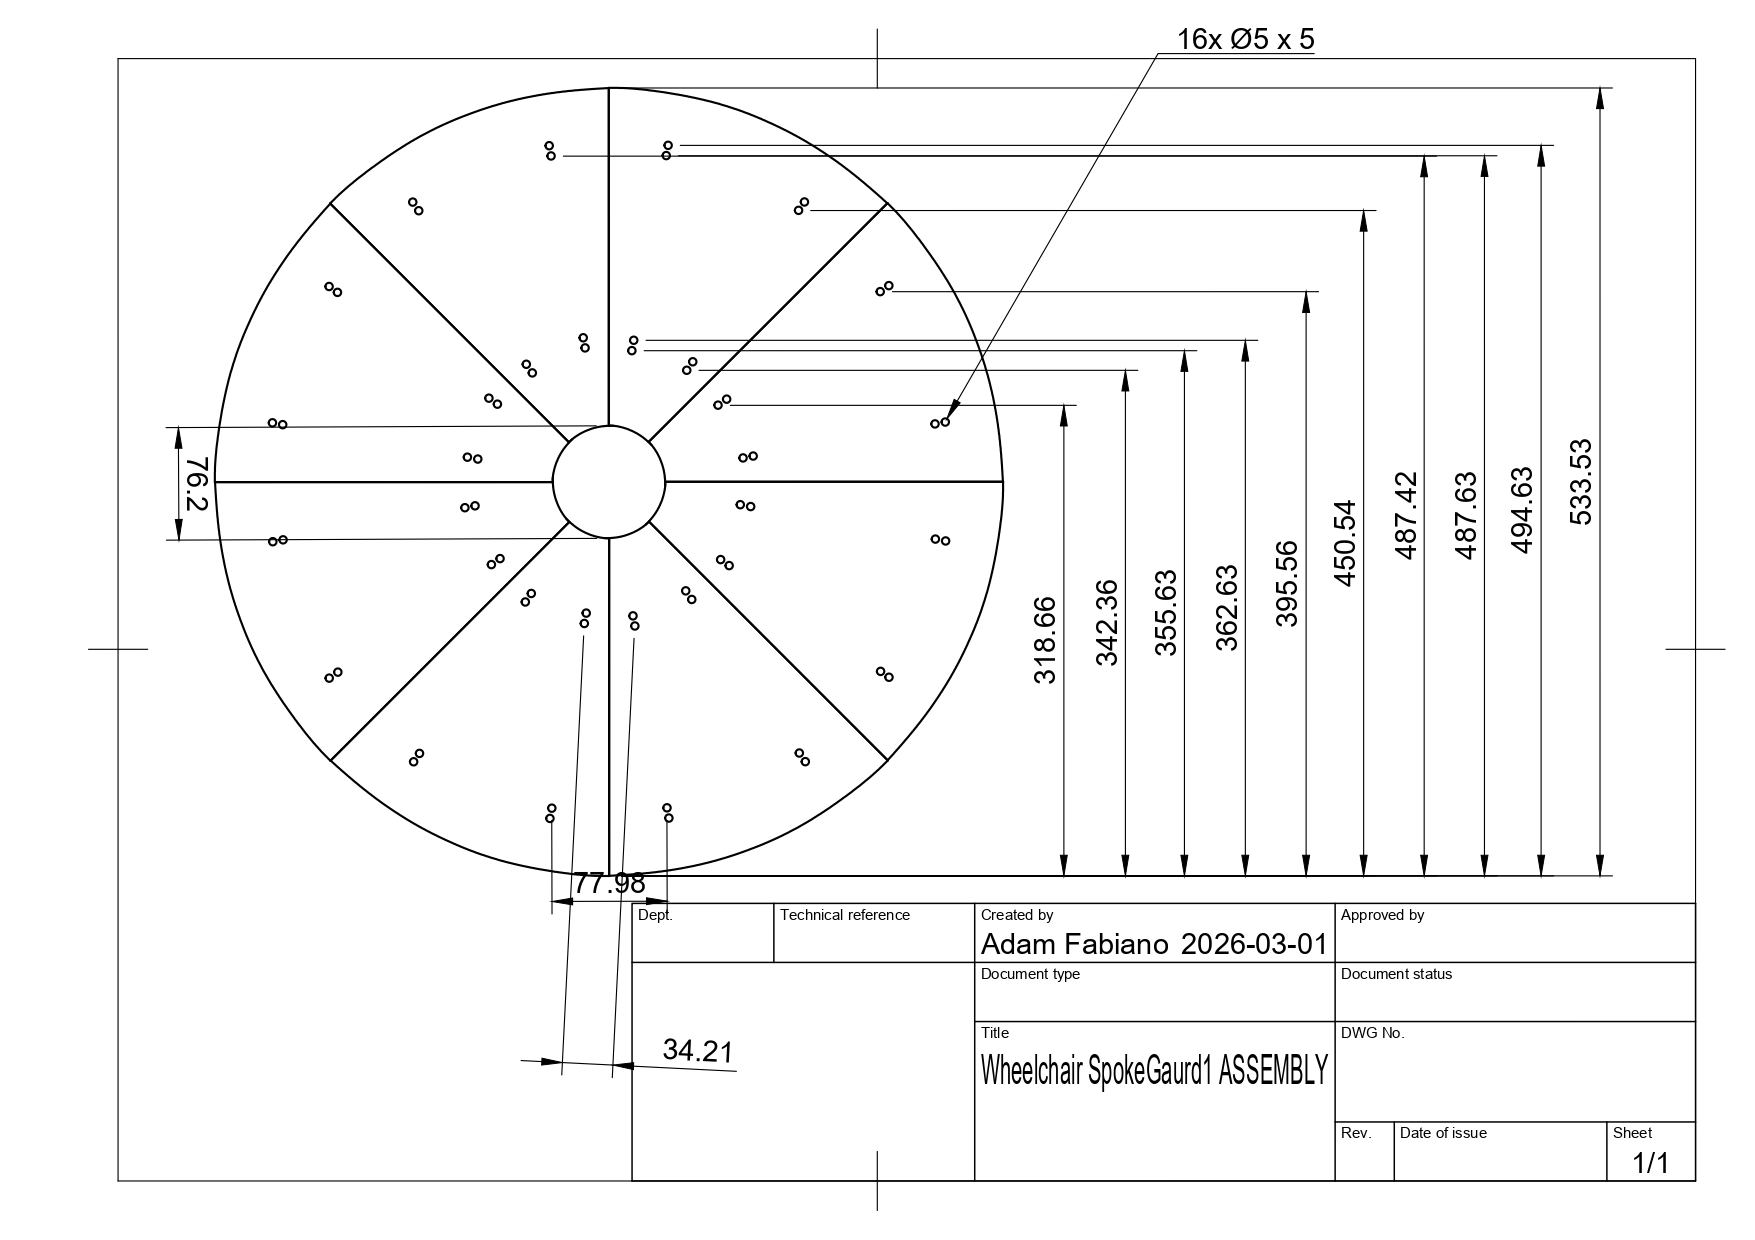 16x Ø5 x 5
76.2
318.66
342.36
355.63
362.63
395.56
450.54
487.42
487.63
494.63
533.53
77.98
34.21
Dept.
Technical reference
Created by
Adam Fabiano 2026-03-01
Approved by
Document type
Document status
Title
Wheelchair SpokeGaurd1 ASSEMBLY
DWG No.
Rev.
Date of issue
Sheet
1/1